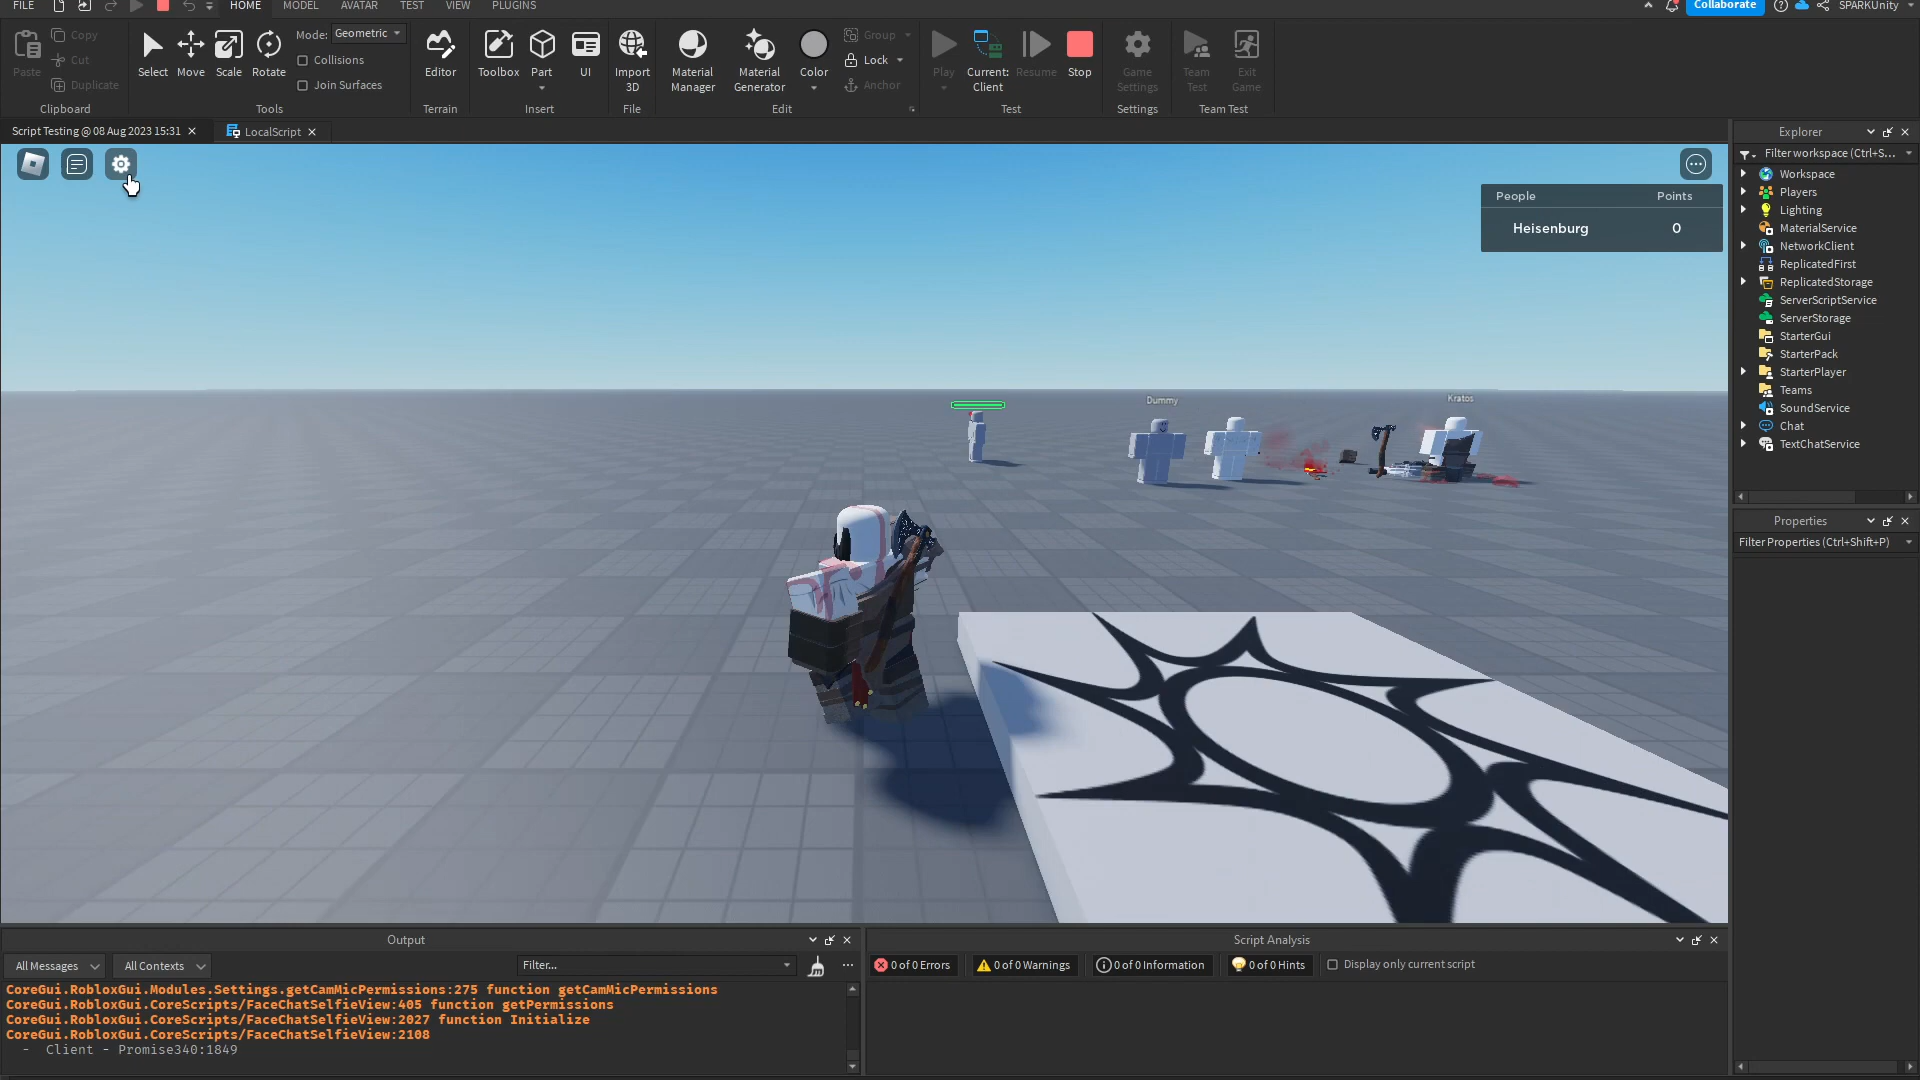 FILE HOME MODEL AVATAR TEST VIEW PLUGINS Collaborate SPARKUnity
Paste Copy Cut Duplicate Clipboard
Select Move Scale Rotate Mode: Geometric Collisions Join Surfaces Tools
Editor Terrain
Toolbox Part UI Insert
Import 3D File
Material Manager Material Generator Color Group Lock Anchor Edit
Play Current: Client Resume Stop Test
Game Settings Settings
Team Test Exit Game Team Test
Script Testing @ 08 Aug 2023 15:31
LocalScript
People Points
Heisenburg 0
Dummy
Kratos
Explorer
Filter workspace (Ctrl+S...
Workspace
Players
Lighting
MaterialService
NetworkClient
ReplicatedFirst
ReplicatedStorage
ServerScriptService
ServerStorage
StarterGui
StarterPack
StarterPlayer
Teams
SoundService
Chat
TextChatService
Properties
Filter Properties (Ctrl+Shift+P)
Output
All Messages All Contexts Filter...
CoreGui.RobloxGui.Modules.Settings.getCamMicPermissions:275 function getCamMicPermissions
CoreGui.RobloxGui.CoreScripts/FaceChatSelfieView:405 function getPermissions
CoreGui.RobloxGui.CoreScripts/FaceChatSelfieView:2027 function Initialize
CoreGui.RobloxGui.CoreScripts/FaceChatSelfieView:2108
- Client - Promise340:1849
Script Analysis
0 of 0 Errors 0 of 0 Warnings 0 of 0 Information 0 of 0 Hints Display only current script